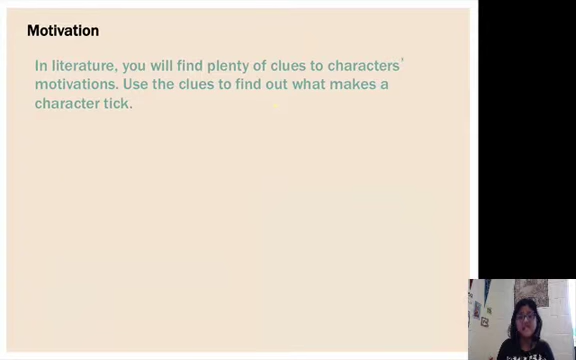 Motivation
In literature, you will find plenty of clues to characters'
motivations. Use the clues to find out what makes a
character tick.